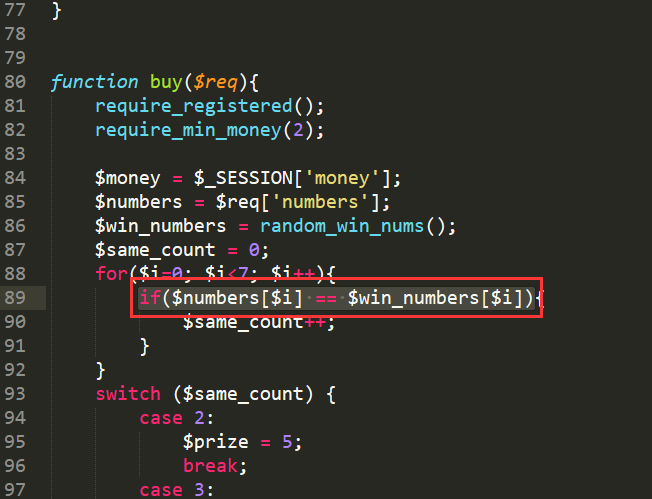 77 }
78
79
80 function buy($req){
81     require_registered();
82     require_min_money(2);
83
84     $money = $_SESSION['money'];
85     $numbers = $req['numbers'];
86     $win_numbers = random_win_nums();
87     $same_count = 0;
88     for($i=0; $i<7; $i++){
89         if($numbers[$i] == $win_numbers[$i]){
90             $same_count++;
91         }
92     }
93     switch ($same_count) {
94         case 2:
95             $prize = 5;
96             break;
97         case 3: